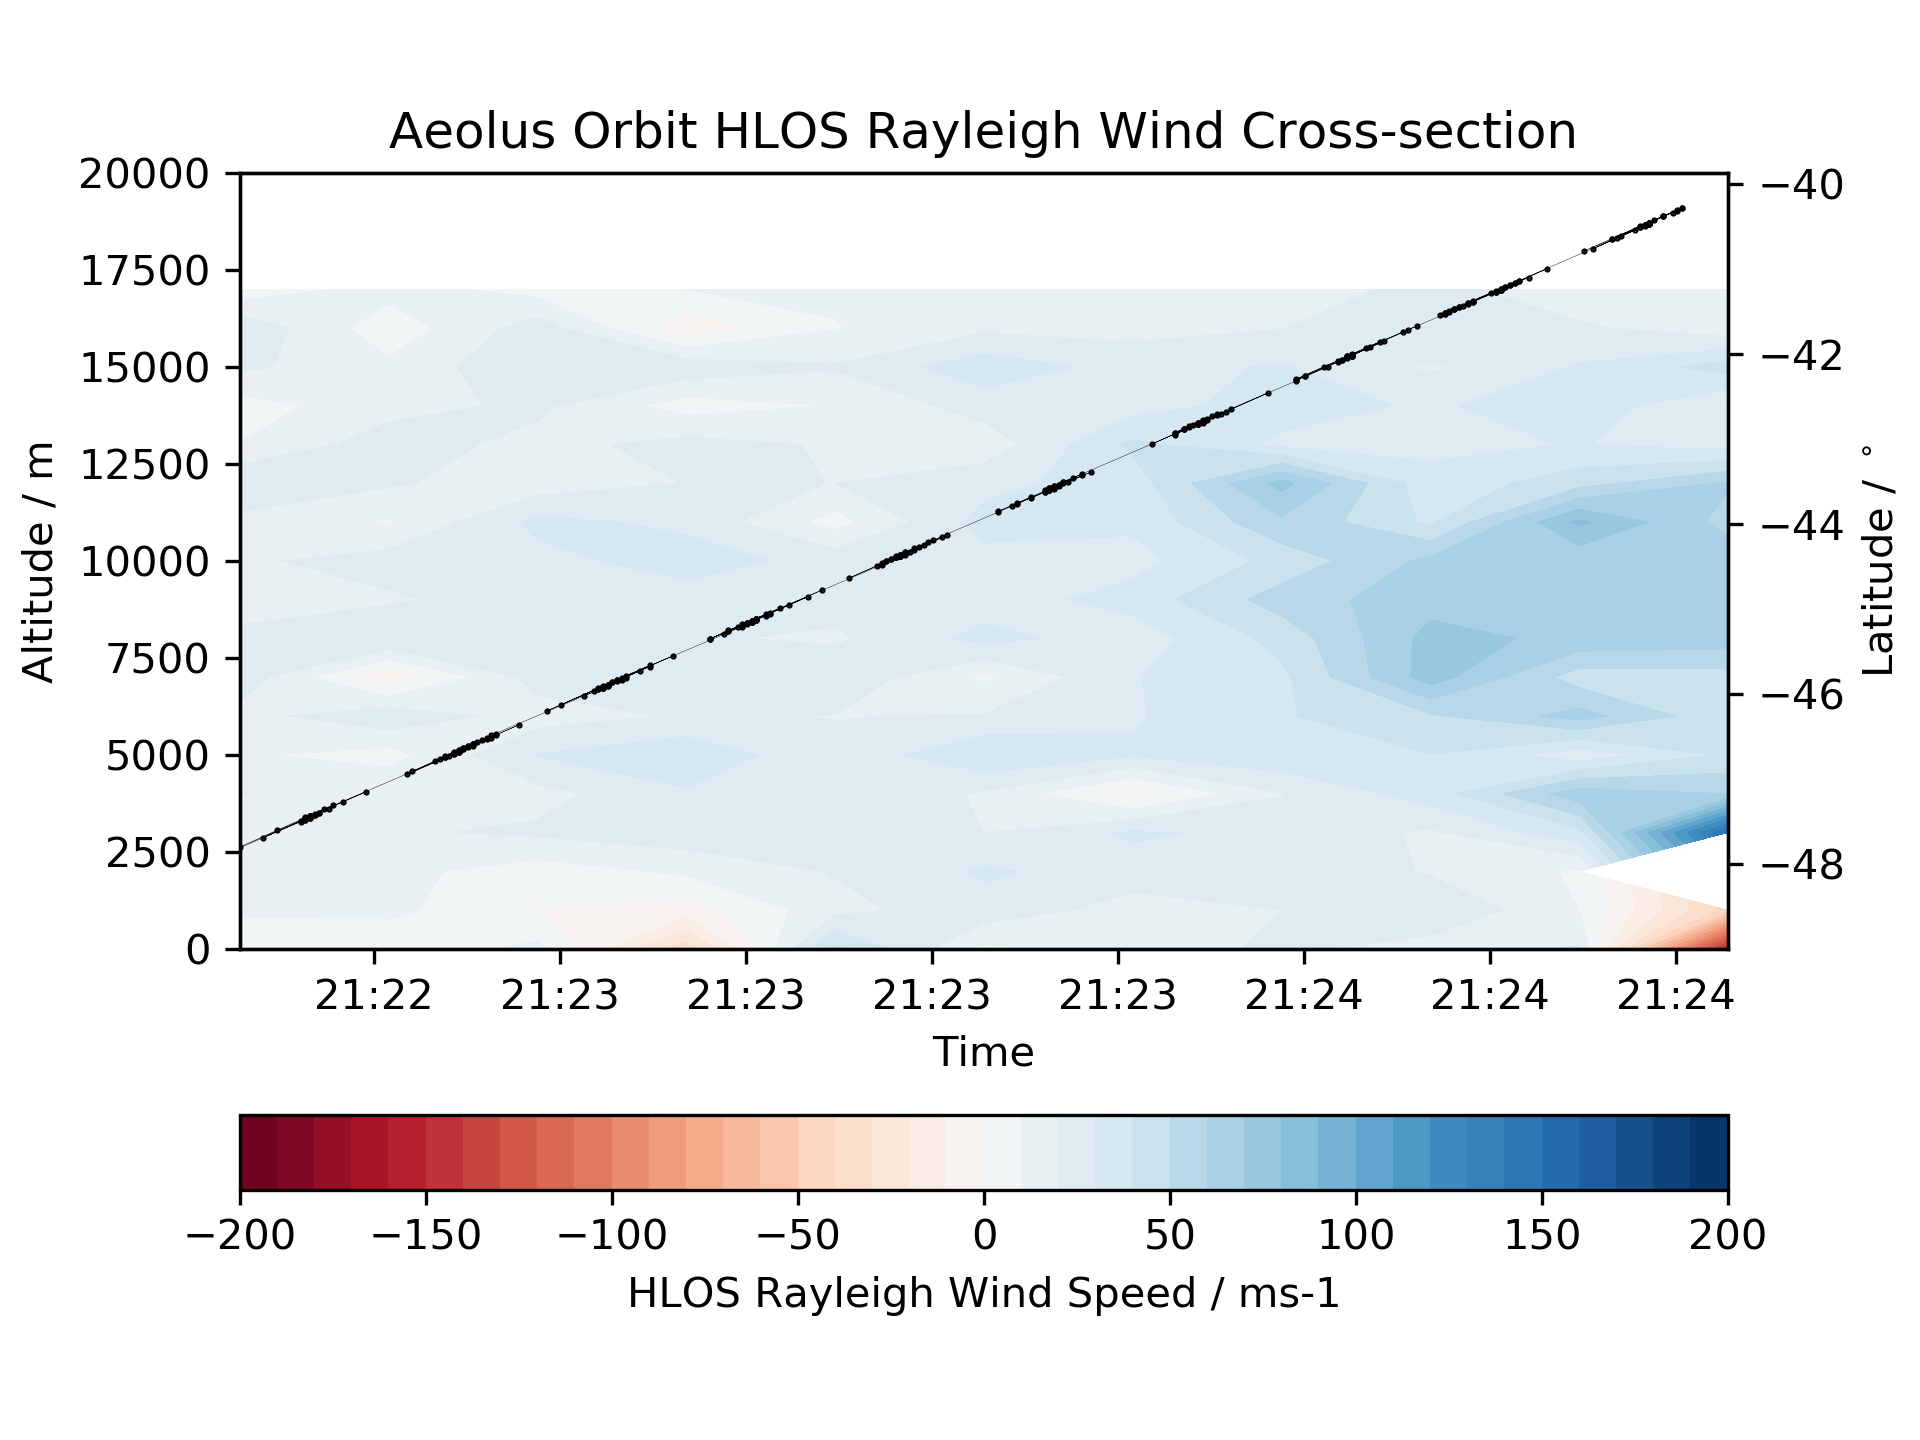 Aeolus Orbit HLOS Rayleigh Wind Cross-section
20000
17500
15000
12500
10000
7500
5000
2500
0
Altitude / m
−40
−42
−44
−46
−48
Latitude / °
21:22 21:23 21:23 21:23 21:23 21:24 21:24 21:24
Time
−200 −150 −100 −50 0 50 100 150 200
HLOS Rayleigh Wind Speed / ms-1